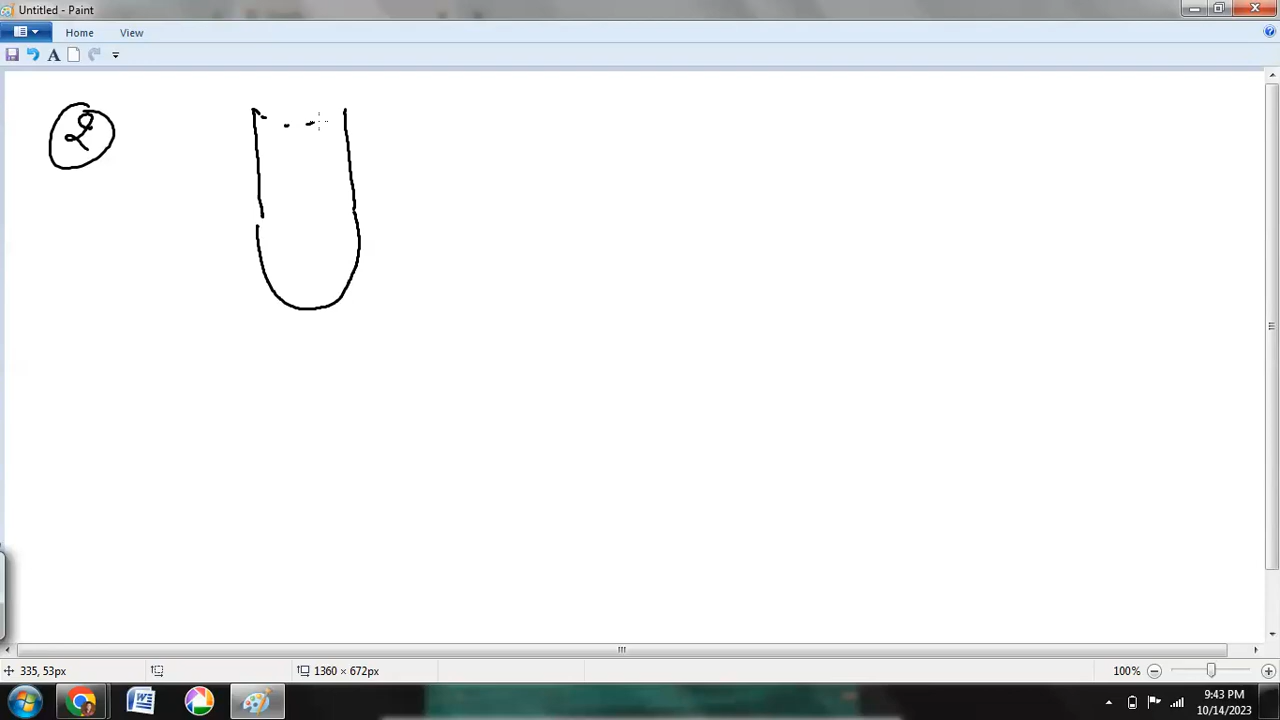 Untitled - Paint
Home View
A
2
335, 53px 1360 × 672px 100%
9:43 PM
10/14/2023